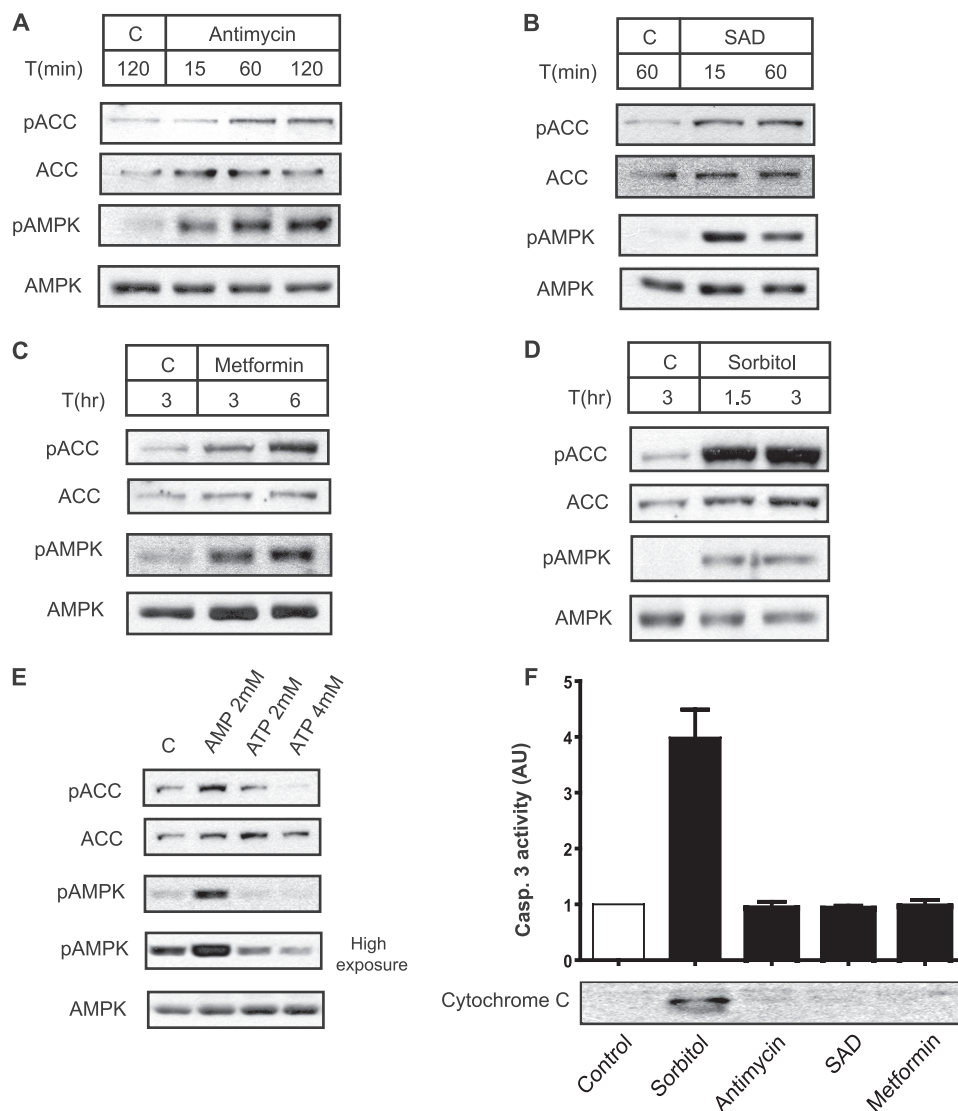 A
C Antimycin
T(min) 120 15 60 120
pACC
ACC
pAMPK
AMPK
B
C SAD
T(min) 60 15 60
pACC
ACC
pAMPK
AMPK
C
C Metformin
T(hr) 3 3 6
pACC
ACC
pAMPK
AMPK
D
C Sorbitol
T(hr) 3 1.5 3
pACC
ACC
pAMPK
AMPK
E
C AMP 2mM ATP 2mM ATP 4mM
pACC
ACC
pAMPK
pAMPK High exposure
AMPK
F
Casp. 3 activity (AU)
5
4
3
2
1
0
Cytochrome C
Control Sorbitol Antimycin SAD Metformin